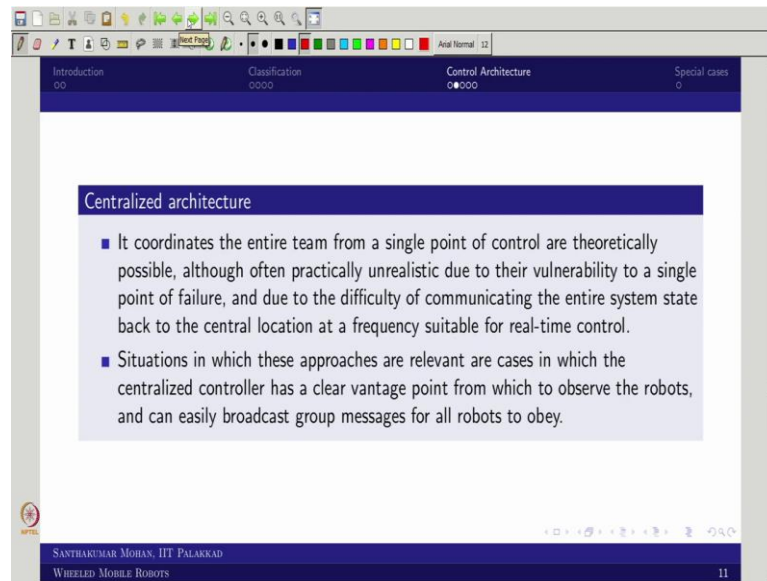 T
Next Page
Arial Normal 12
Introduction Classification Control Architecture Special cases
Centralized architecture
It coordinates the entire team from a single point of control are theoretically
possible, although often practically unrealistic due to their vulnerability to a single
point of failure, and due to the difficulty of communicating the entire system state
back to the central location at a frequency suitable for real-time control.
Situations in which these approaches are relevant are cases in which the
centralized controller has a clear vantage point from which to observe the robots,
and can easily broadcast group messages for all robots to obey.
NPTEL
SANTHAKUMAR MOHAN, IIT PALAKKAD
WHEELED MOBILE ROBOTS 11